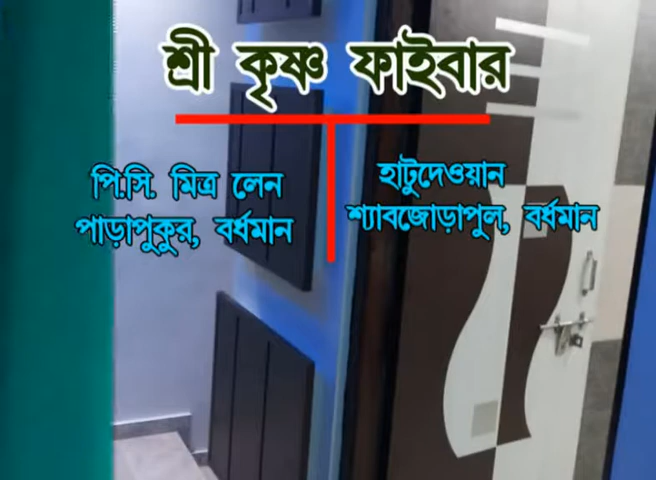 শ্রী কৃষ্ণ ফাইবার
পি.সি. মিত্র লেন
পাড়াপুকুর, বর্ধমান
হাটুদেওয়ান
শ্যাবজোড়াপুল, বর্ধমান